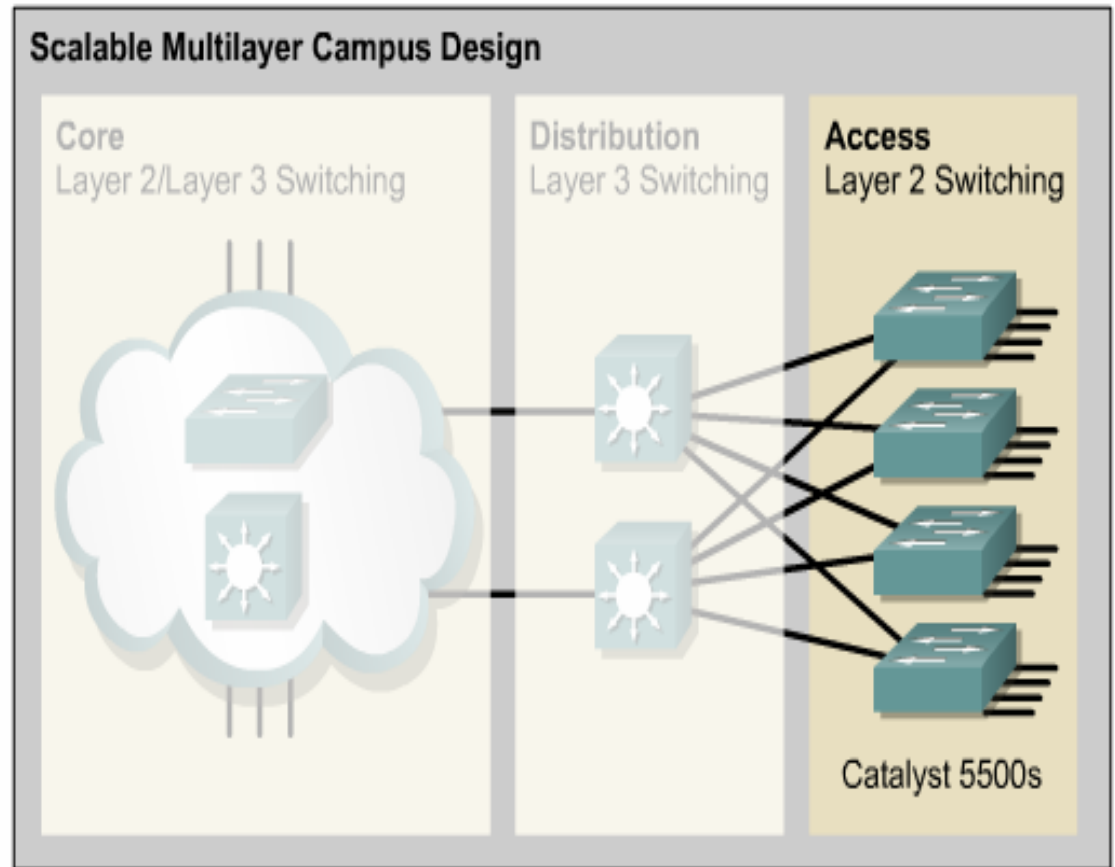 Scalable Multilayer Campus Design
Core
Layer 2/Layer 3 Switching
Distribution
Layer 3 Switching
Access
Layer 2 Switching
Catalyst 5500s